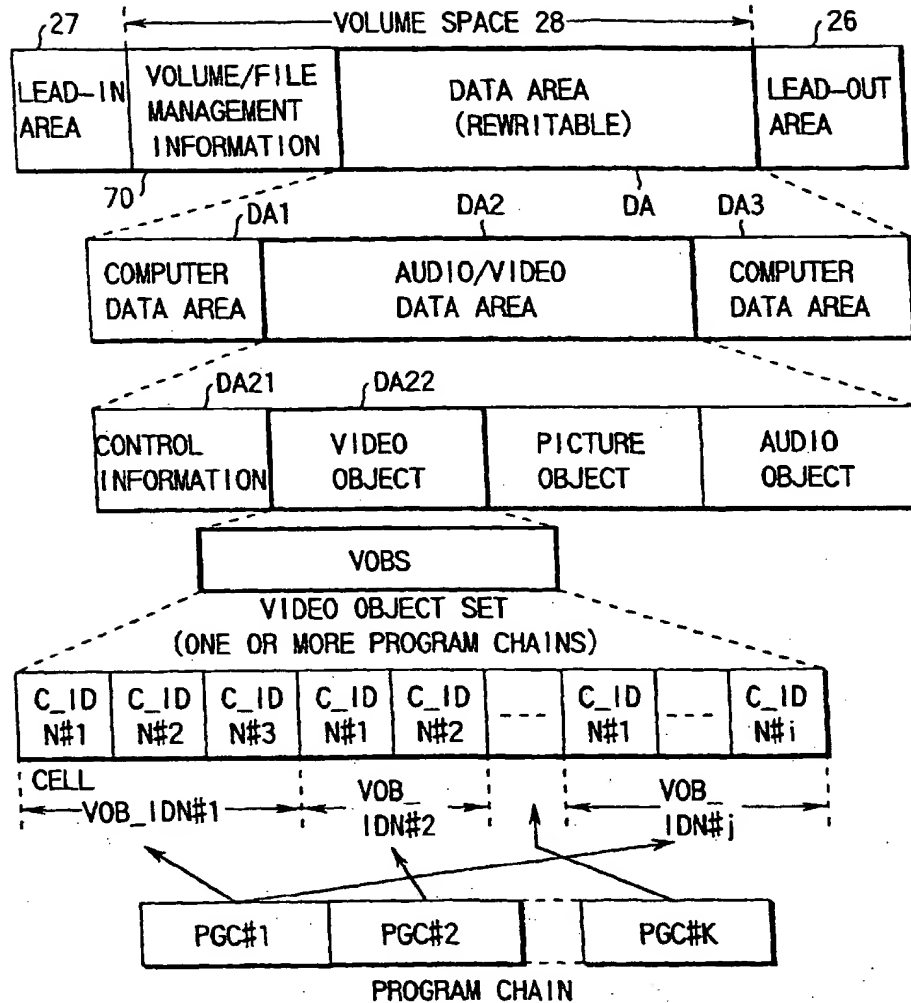 27 VOLUME SPACE 28 26
LEAD-IN AREA
VOLUME/FILE MANAGEMENT INFORMATION
DATA AREA (REWRITABLE)
LEAD-OUT AREA
70 DA1 DA2 DA DA3
COMPUTER DATA AREA
AUDIO/VIDEO DATA AREA
COMPUTER DATA AREA
DA21 DA22
CONTROL INFORMATION
VIDEO OBJECT
PICTURE OBJECT
AUDIO OBJECT
VOBS
VIDEO OBJECT SET
(ONE OR MORE PROGRAM CHAINS)
C_ID N#1
C_ID N#2
C_ID N#3
C_ID N#1
C_ID N#2
C_ID N#1
C_ID N#i
CELL
VOB_IDN#1
VOB_ IDN#2
VOB_ IDN#j
PGC#1 PGC#2 PGC#K
PROGRAM CHAIN